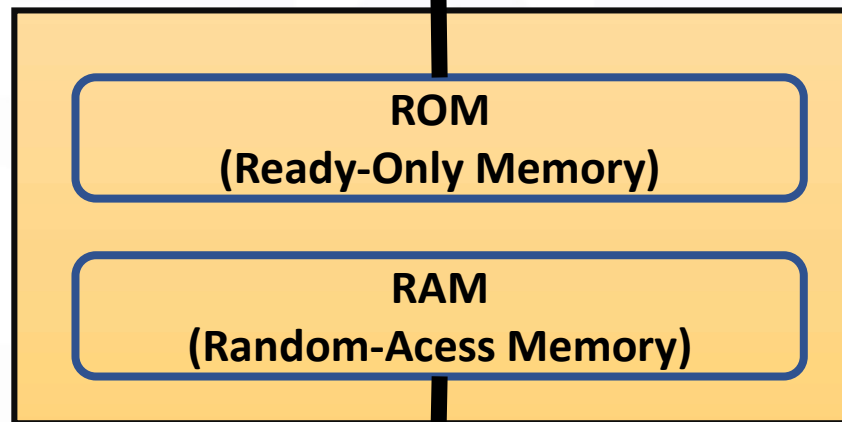 ROM
(Ready-Only Memory)
RAM
(Random-Acess Memory)